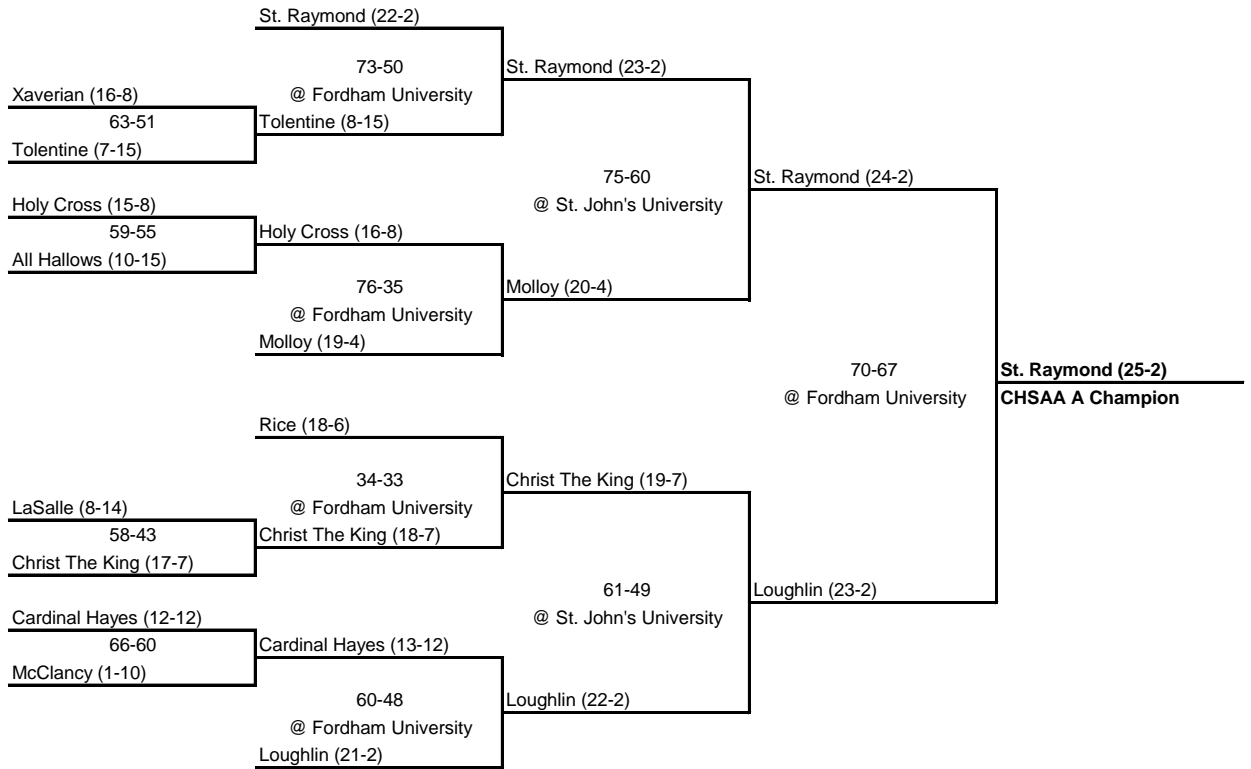 St. Raymond (22-2)
73-50
@ Fordham University
St. Raymond (23-2)
Xaverian (16-8)
63-51
Tolentine (7-15)
Tolentine (8-15)
75-60
@ St. John's University
St. Raymond (24-2)
Holy Cross (15-8)
59-55
All Hallows (10-15)
Holy Cross (16-8)
76-35
@ Fordham University
Molloy (20-4)
Molloy (19-4)
70-67
@ Fordham University
St. Raymond (25-2)
CHSAA A Champion
Rice (18-6)
34-33
@ Fordham University
Christ The King (19-7)
LaSalle (8-14)
58-43
Christ The King (17-7)
Christ The King (18-7)
61-49
@ St. John's University
Loughlin (23-2)
Cardinal Hayes (12-12)
66-60
McClancy (1-10)
Cardinal Hayes (13-12)
60-48
@ Fordham University
Loughlin (22-2)
Loughlin (21-2)